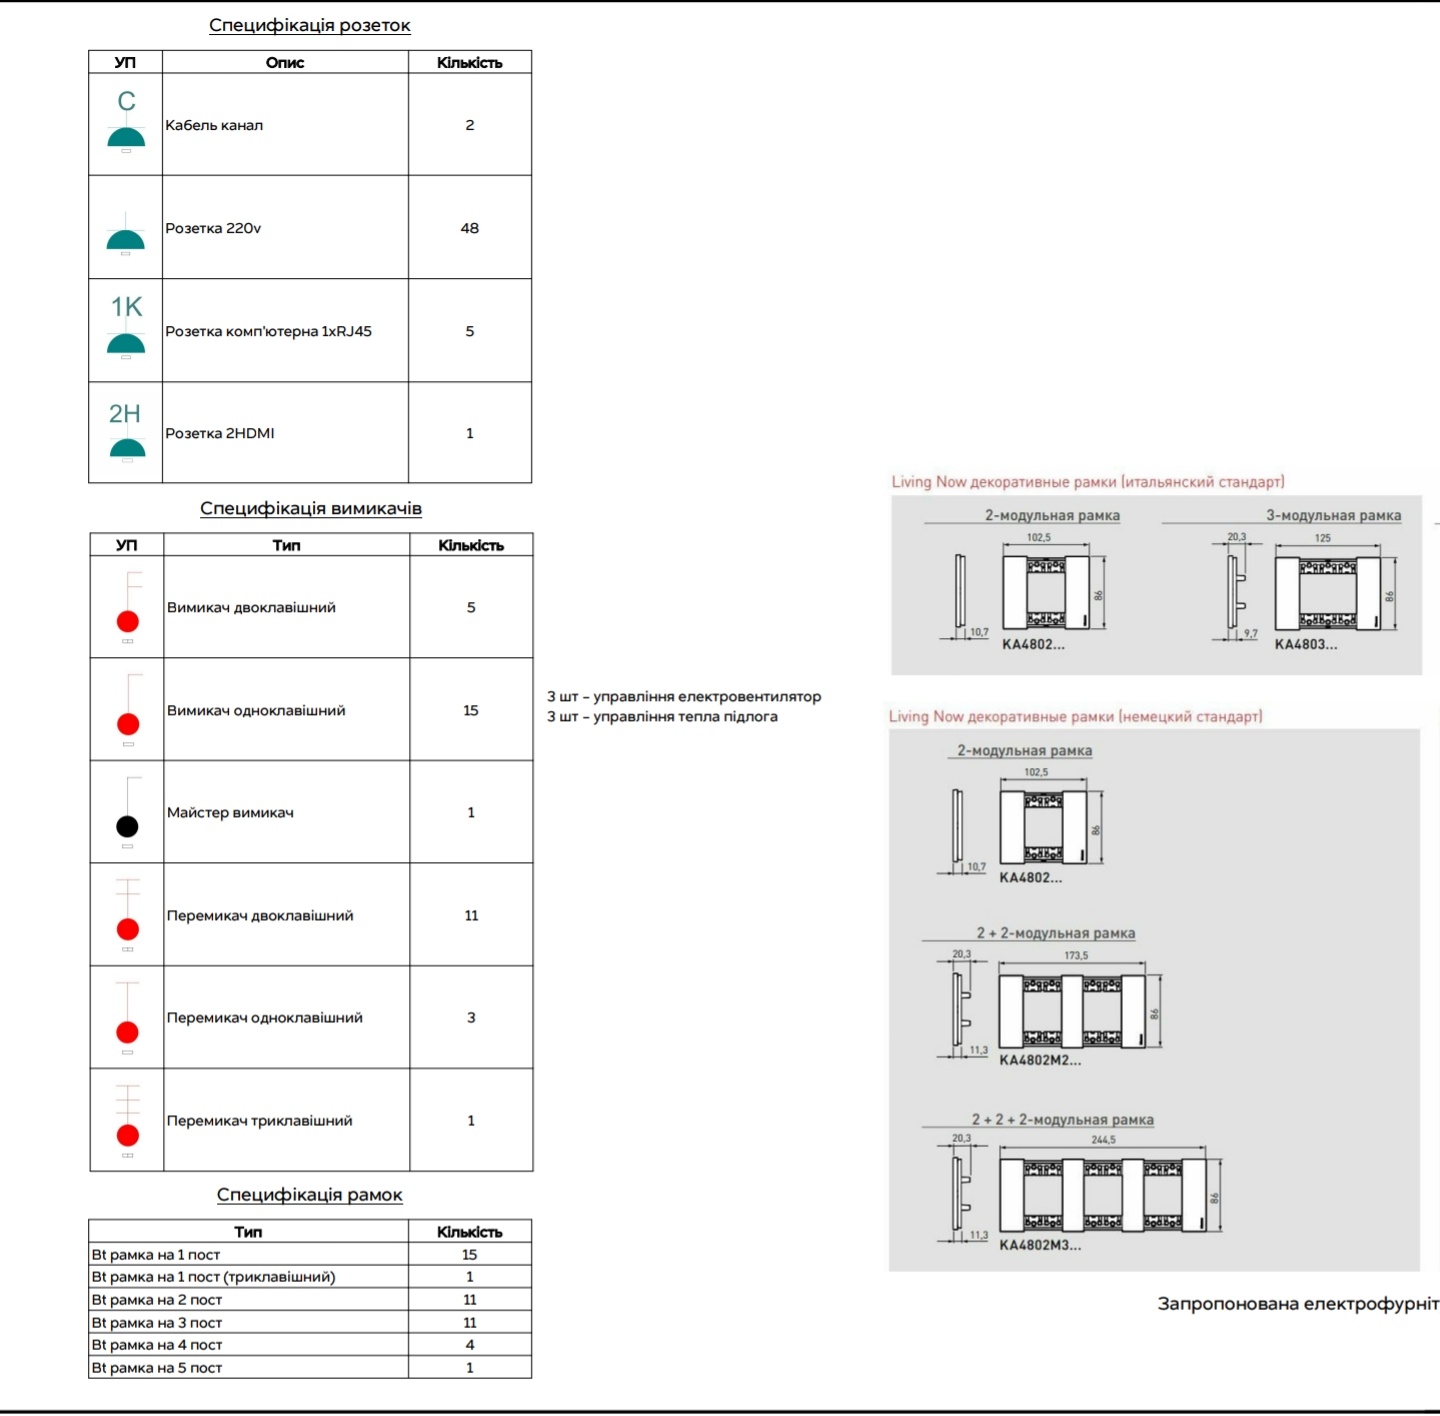 Специфікація розеток
УП Опис Кількість
C
Кабель канал 2
Розетка 220v 48
1K
Розетка комп'ютерна 1xRJ45 5
2H
Розетка 2HDMI 1
Специфікація вимикачів
УП Тип Кількість
Вимикач двоклавішний 5
Вимикач одноклавішний 15
3 шт – управління електровентилятор
3 шт – управління тепла підлога
Майстер вимикач 1
Перемикач двоклавішний 11
Перемикач одноклавішний 3
Перемикач триклавішний 1
Специфікація рамок
Тип Кількість
Bt рамка на 1 пост 15
Bt рамка на 1 пост (триклавішний) 1
Bt рамка на 2 пост 11
Bt рамка на 3 пост 11
Bt рамка на 4 пост 4
Bt рамка на 5 пост 1
Living Now декоративные рамки (итальянский стандарт)
2-модульная рамка
102,5
86
10,7
KA4802...
3-модульная рамка
20,3
125
86
9,7
KA4803...
Living Now декоративные рамки (немецкий стандарт)
2-модульная рамка
102,5
86
10,7
KA4802...
2 + 2-модульная рамка
20,3
173,5
86
11,3
KA4802M2...
2 + 2 + 2-модульная рамка
20,3
244,5
86
11,3
KA4802M3...
Запропонована електрофурніт